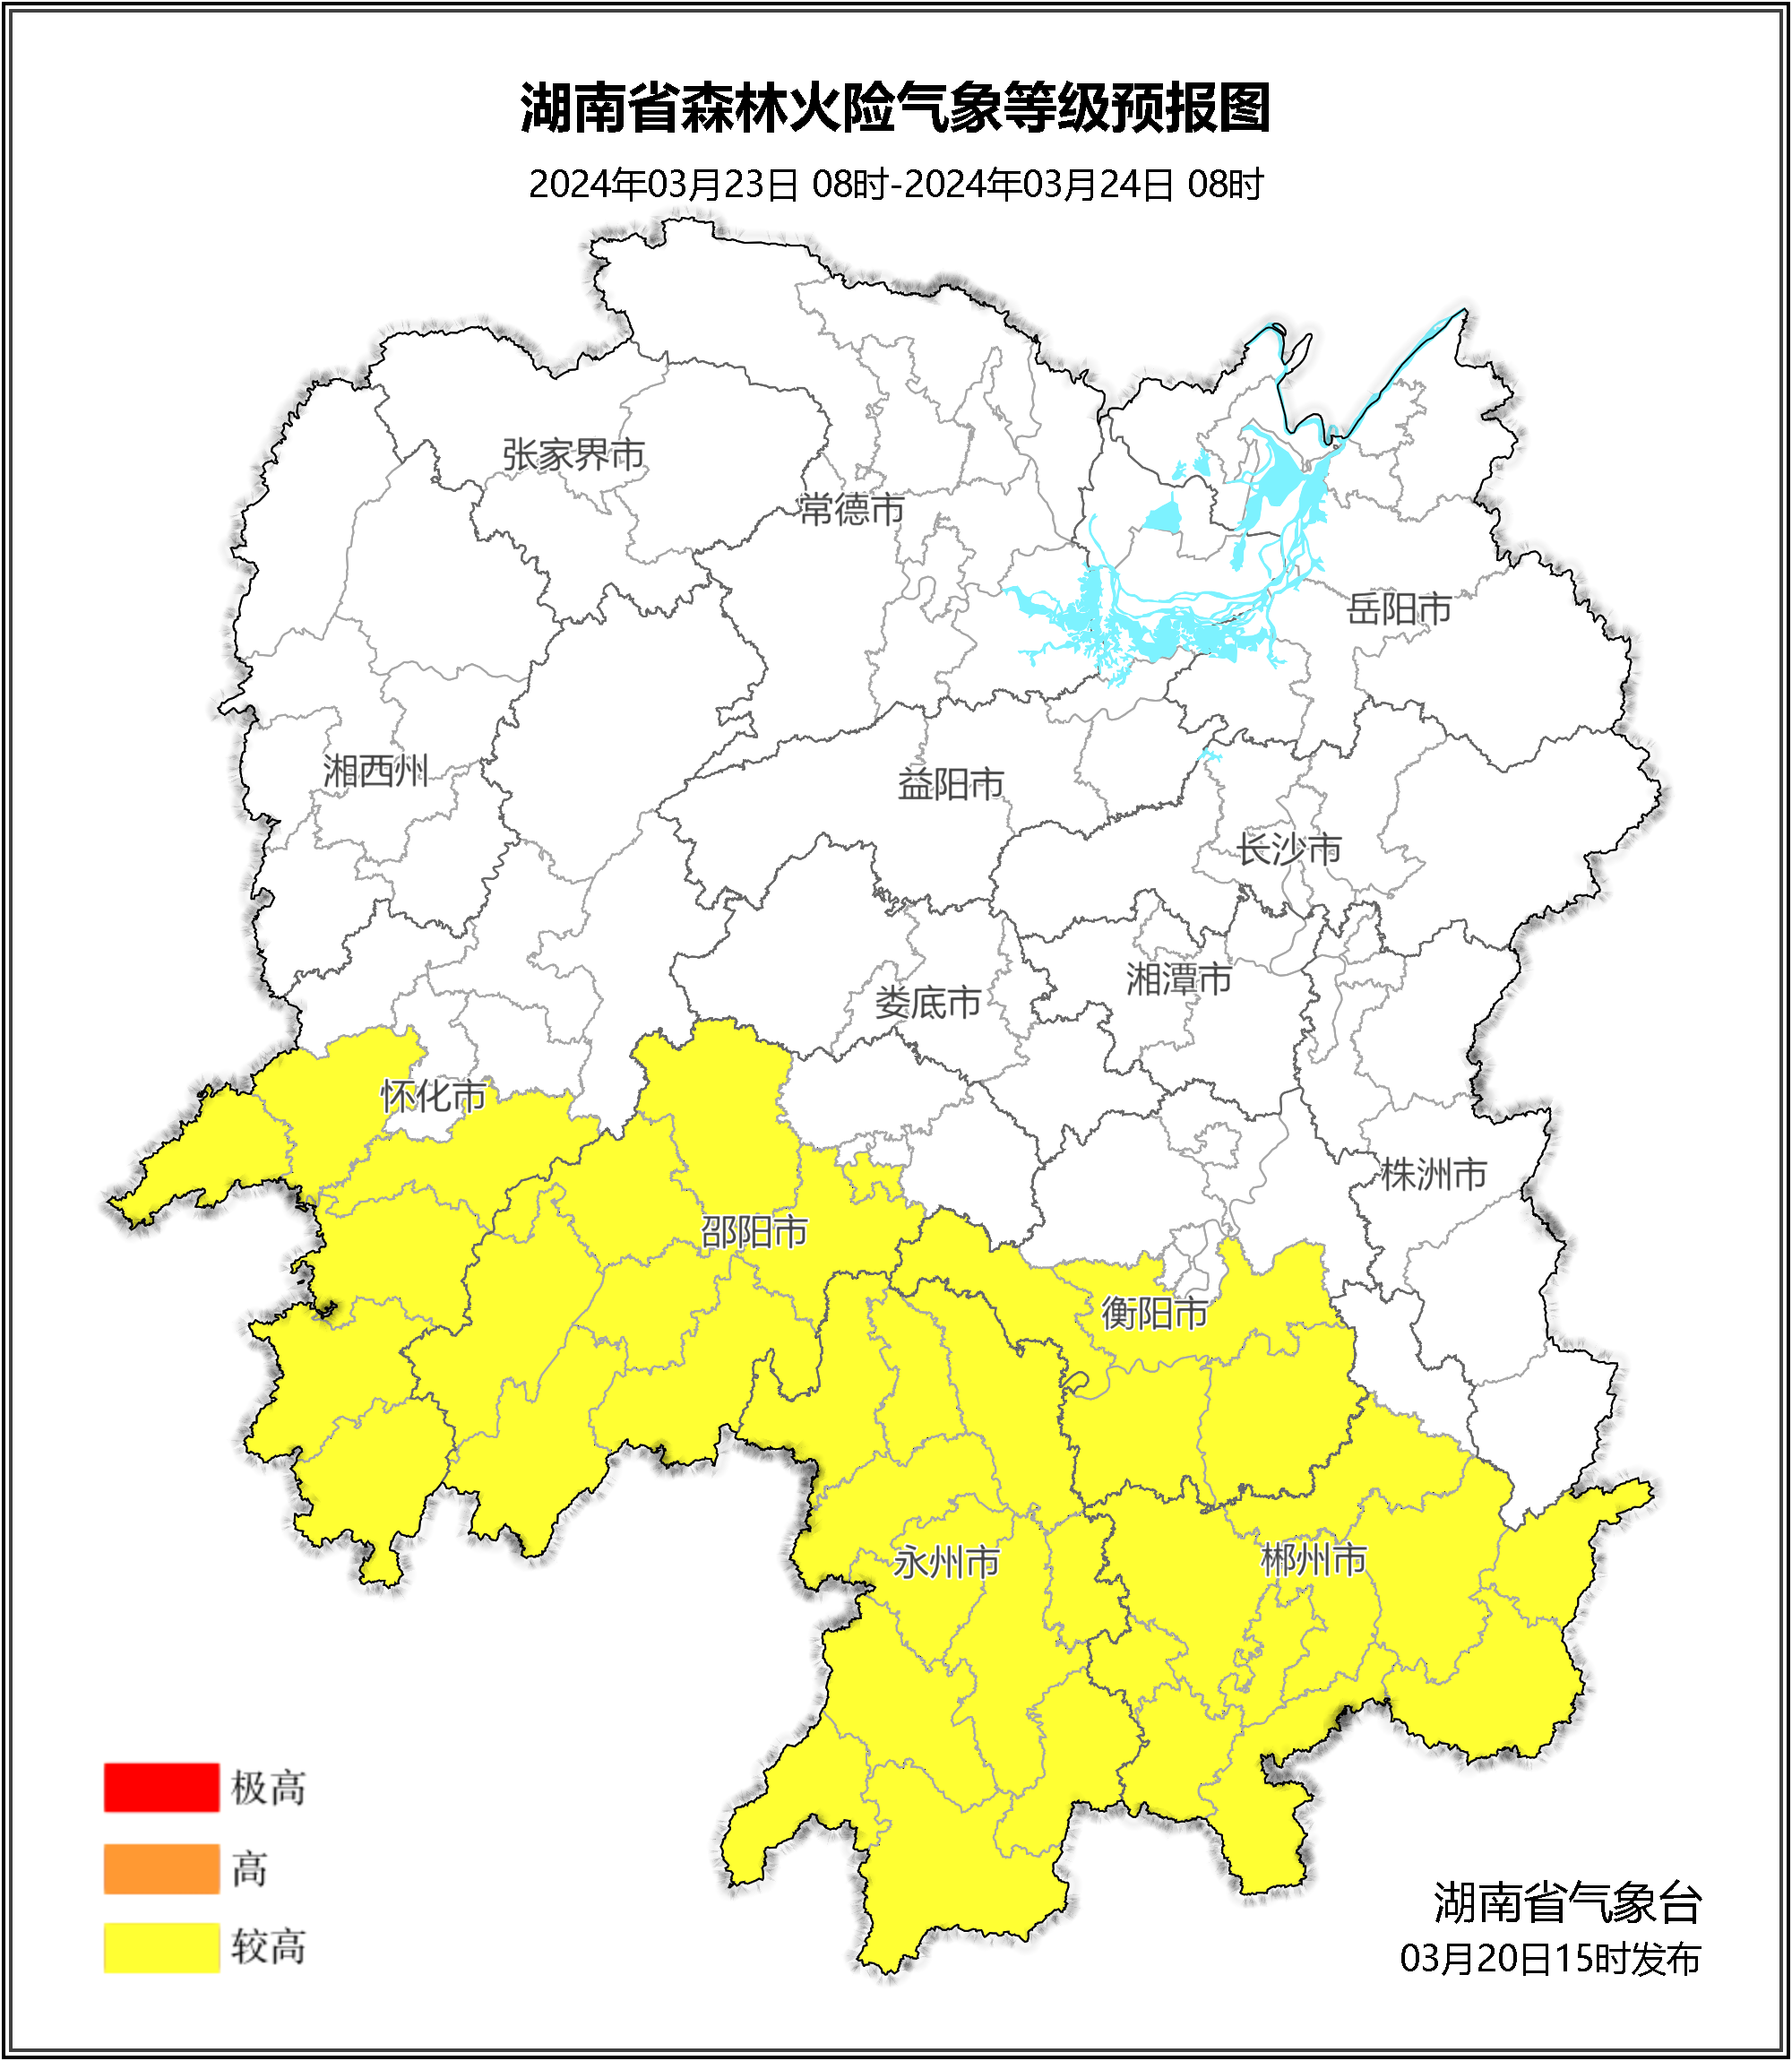 湖南省森林火险气象等级预报图
2024年03月23日 08时-2024年03月24日 08时
张家界市
常德市
岳阳市
湘西州
益阳市
长沙市
湘潭市
娄底市
怀化市
株洲市
邵阳市
衡阳市
永州市
郴州市
极高
高
较高
湖南省气象台
03月20日15时发布